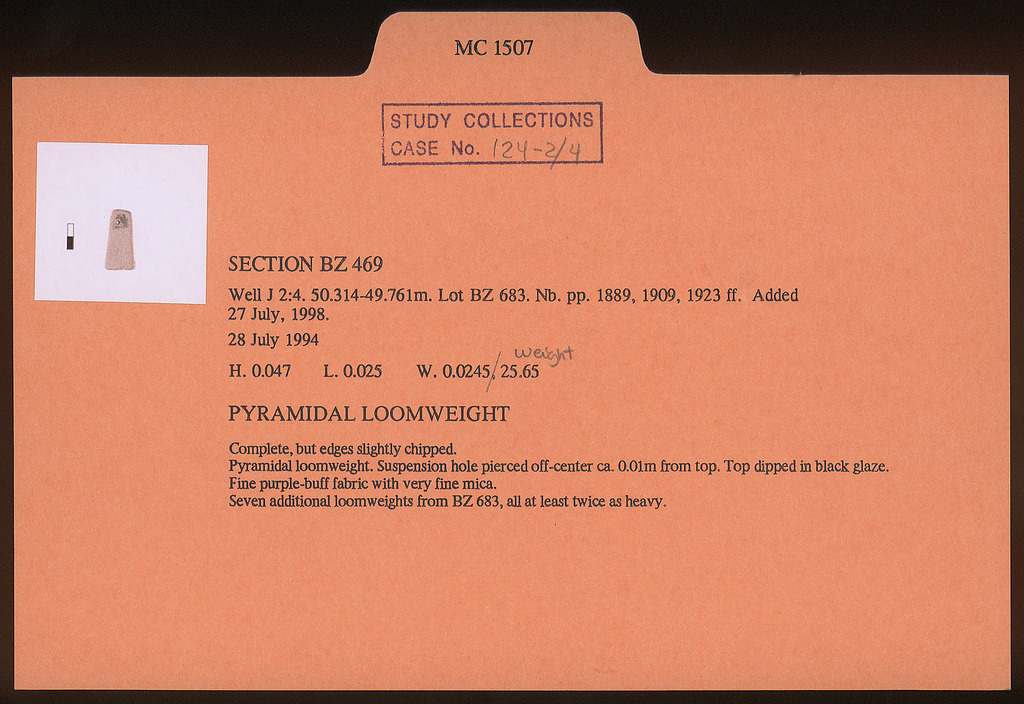 MC 1507
STUDY COLLECTIONS
CASE No. 124-2/4
SECTION BZ 469
Well J 2:4. 50.314-49.761m. Lot BZ 683. Nb. pp. 1889, 1909, 1923 ff. Added
27 July, 1998.
28 July 1994
weight
H. 0.047 L. 0.025 W. 0.0245, / 25.65
PYRAMIDAL LOOMWEIGHT
Complete, but edges slightly chipped.
Pyramidal loomweight. Suspension hole pierced off-center ca. 0.01m from top. Top dipped in black glaze.
Fine purple-buff fabric with very fine mica.
Seven additional loomweights from BZ 683, all at least twice as heavy.